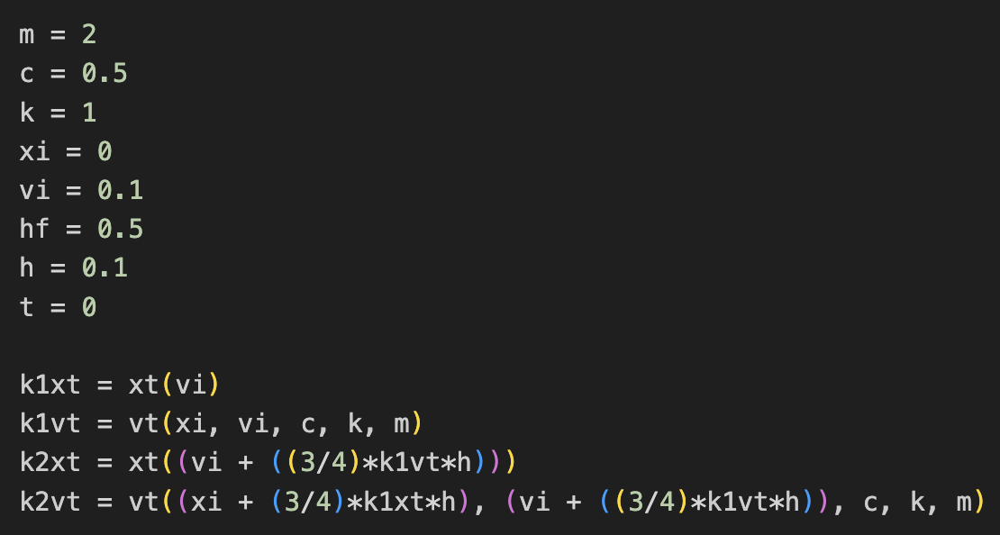 m = 2
c = 0.5
k = 1
xi = 0
vi = 0.1
hf = 0.5
h = 0.1
t = 0
k1xt = xt(vi)
k1vt = vt(xi, vi, c, k, m)
k2xt = xt((vi + ((3/4)*k1vt*h)))
k2vt = vt((xi + (3/4)*k1xt*h), (vi + ((3/4)*k1vt*h)), c, k, m)